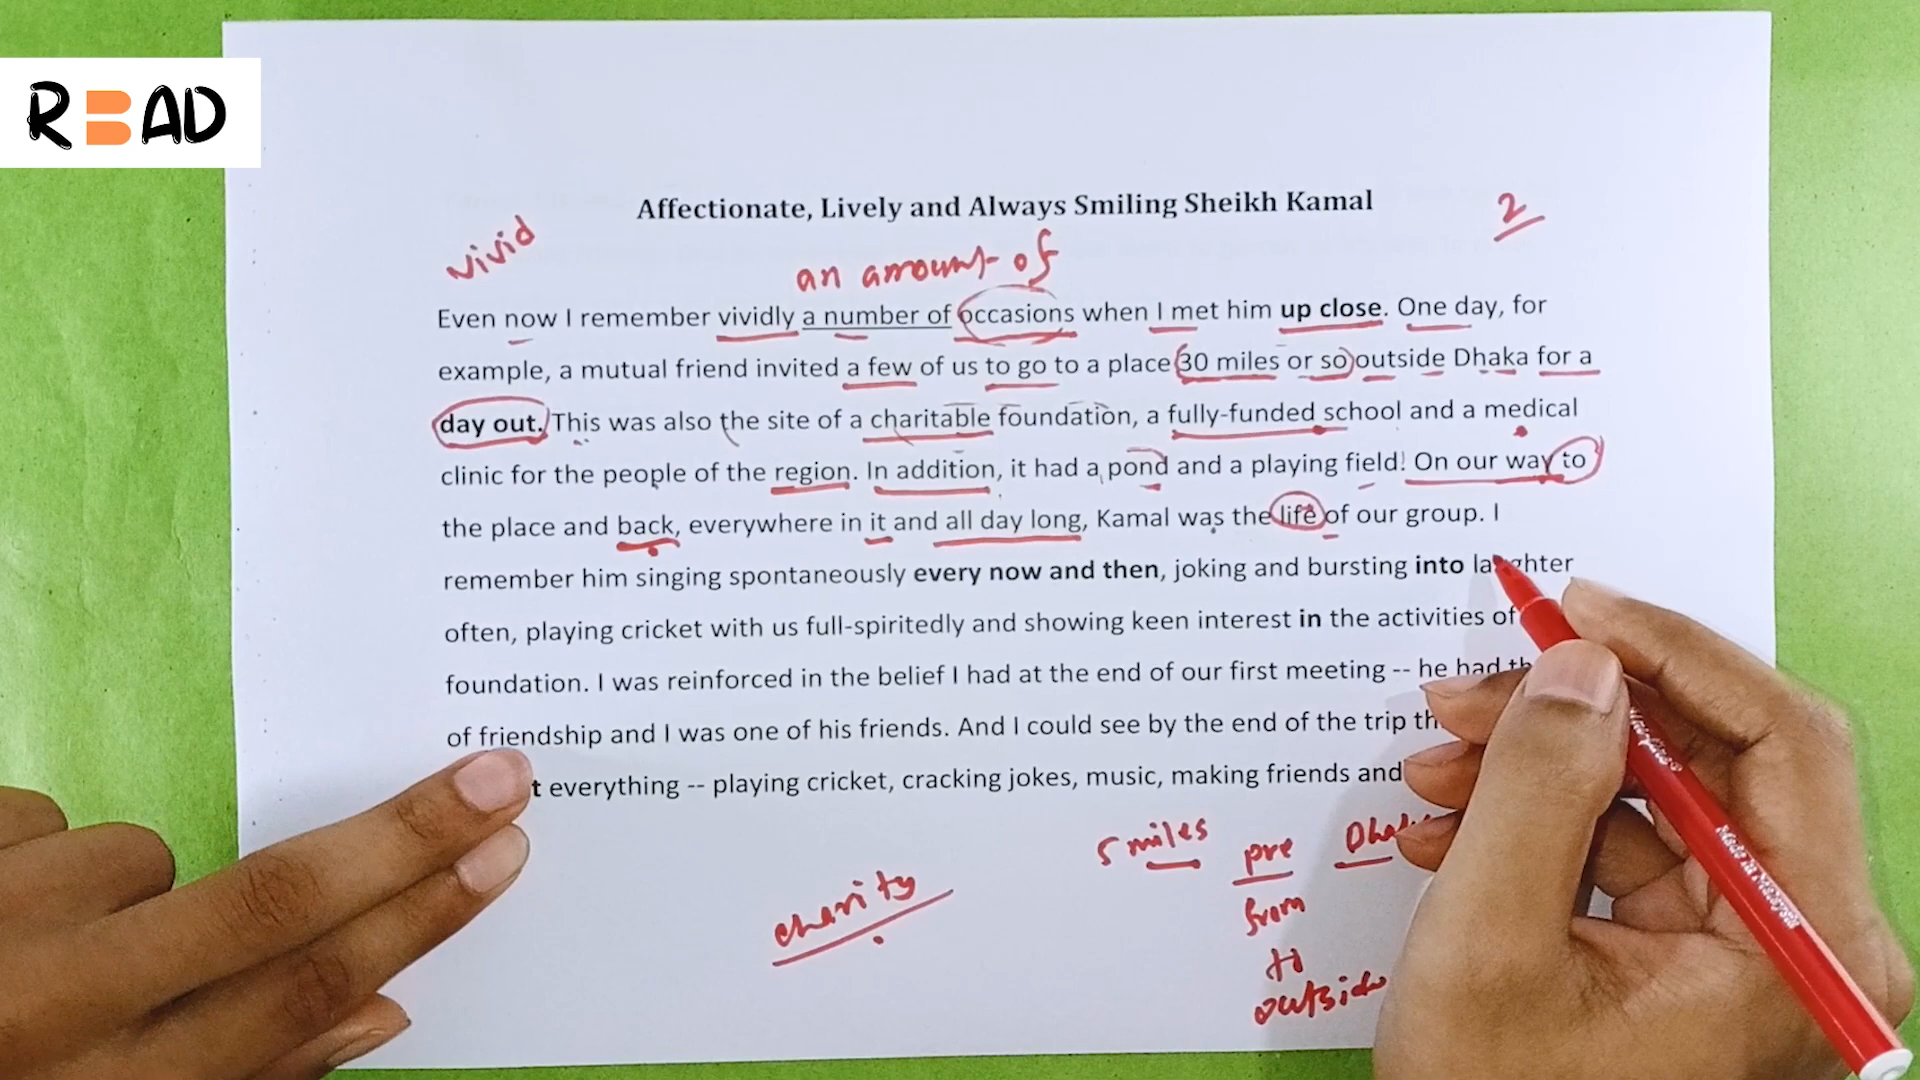 READ
Affectionate, Lively and Always Smiling Sheikh Kamal
2
vivid
an amount of
Even now I remember vividly a number of occasions when I met him up close. One day, for
example, a mutual friend invited a few of us to go to a place 30 miles or so outside Dhaka for a
day out. This was also the site of a charitable foundation, a fully-funded school and a medical
clinic for the people of the region. In addition, it had a pond and a playing field! On our way to
the place and back, everywhere in it and all day long, Kamal was the life of our group. I
remember him singing spontaneously every now and then, joking and bursting into laughter
often, playing cricket with us full-spiritedly and showing keen interest in the activities of
foundation. I was reinforced in the belief I had at the end of our first meeting -- he had
of friendship and I was one of his friends. And I could see by the end of the trip
everything -- playing cricket, cracking jokes, music, making friends and
5 miles pre Dhaka
charity from
to
outside
Made in Malaysia